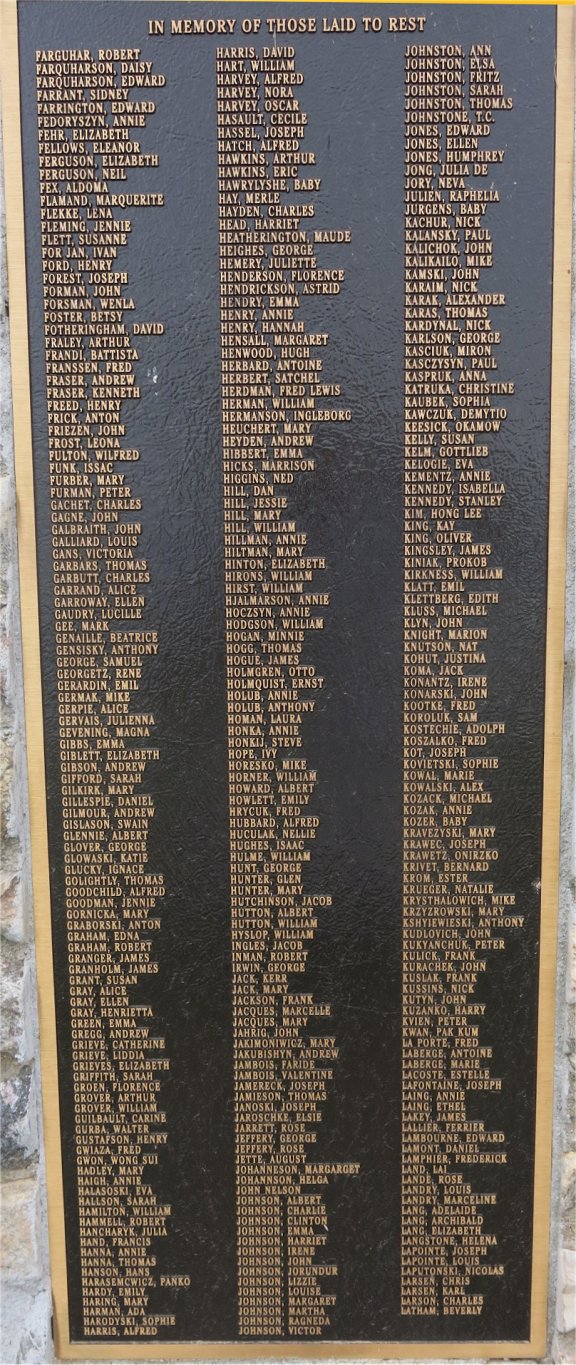 IN MEMORY OF THOSE LAID TO REST
FARGUHAR, ROBERT
FARQUHARSON, DAISY
FARQUHARSON, EDWARD
FARRANT, SIDNEY
FARRINGTON, EDWARD
FEDORYSZYN, ANNIE
FEHR, ELIZABETH
FELLOWS, ELEANOR
FERGUSON, ELIZABETH
FERGUSON, NEIL
FEX, ALDOMA
FLAMAND, MARQUERITE
FLEKKE, LENA
FLEMING, JENNIE
FLETT, SUSANNE
FOR JAN, IVAN
FORD, HENRY
FOREST, JOSEPH
FORMAN, JOHN
FORSMAN, WENLA
FOSTER, BETSY
FOTHERINGHAM, DAVID
FRALEY, ARTHUR
FRANDI, BATTISTA
FRANSSEN, FRED
FRASER, ANDREW
FRASER, KENNETH
FREED, HENRY
FRICK, ANTON
FRIEZEN, JOHN
FROST, LEONA
FULTON, WILFRED
FUNK, ISSAC
FURBER, MARY
FURMAN, PETER
GACHET, CHARLES
GAGNE, JOHN
GALBRAITH, JOHN
GALLIARD, LOUIS
GANS, VICTORIA
GARBARS, THOMAS
GARBUTT, CHARLES
GARRAND, ALICE
GARROWAY, ELLEN
GAUDRY, LUCILLE
GEE, MARK
GENAILLE, BEATRICE
GENSISKY, ANTHONY
GEORGE, SAMUEL
GEORGETZ, RENE
GERARDIN, EMIL
GERMAK, MIKE
GERPIE, ALICE
GERVAIS, JULIENNA
GEVENING, MAGNA
GIBBS, EMMA
GIBLETT, ELIZABETH
GIBSON, ANDREW
GIFFORD, SARAH
GILKIRK, MARY
GILLESPIE, DANIEL
GILMOUR, ANDREW
GISLASON, SWAIN
GLENNIE, ALBERT
GLOVER, GEORGE
GLOWASKI, KATIE
GLUCKY, IGNACE
GOLIGHTLY, THOMAS
GOODCHILD, ALFRED
GOODMAN, JENNIE
GORNICKA, MARY
GRABORSKI, ANTON
GRAHAM, EDNA
GRAHAM, ROBERT
GRANGER, JAMES
GRANHOLM, JAMES
GRANT, SUSAN
GRAY, ALICE
GRAY, ELLEN
GRAY, HENRIETTA
GREEN, EMMA
GREGG, ANDREW
GRIEVE, CATHERINE
GRIEVE, LIDDIA
GRIEVES, ELIZABETH
GRIFFITH, SARAH
GROEN, FLORENCE
GROVER, ARTHUR
GROVER, WILLIAM
GUILBAULT, CARINE
GURBA, WALTER
GUSTAFSON, HENRY
GWIAZA, FRED
GWON, WONG SUI
HADLEY, MARY
HAIGH, ANNIE
HALASOSKI, EVA
HALLSON, SARAH
HAMILTON, WILLIAM
HAMMELL, ROBERT
HANCHARYK, JULIA
HAND, FRANCIS
HANNA, ANNIE
HANNA, THOMAS
HANSON, HANS
HARASEMCWICZ, PANKO
HARDY, EMILY
HARING, MARY
HARMAN, ADA
HARODYSKI, SOPHIE
HARRIS, ALFRED
HARRIS, DAVID
HART, WILLIAM
HARVEY, ALFRED
HARVEY, NORA
HARVEY, OSCAR
HASAULT, CECILE
HASSEL, JOSEPH
HATCH, ALFRED
HAWKINS, ARTHUR
HAWKINS, ERIC
HAWRYLYSHE, BABY
HAY, MERLE
HAYDEN, CHARLES
HEAD, HARRIET
HEATHERINGTON, MAUDE
HEIGHES, GEORGE
HEMERY, JULIETTE
HENDERSON, FLORENCE
HENDRICKSON, ASTRID
HENDRY, EMMA
HENRY, ANNIE
HENRY, HANNAH
HENSALL, MARGARET
HENWOOD, HUGH
HERBARD, ANTOINE
HERBERT, SATCHEL
HERDMAN, FRED LEWIS
HERMAN, WILLIAM
HERMANSON, INGLEBORG
HEUCHERT, MARY
HEYDEN, ANDREW
HIBBERT, EMMA
HICKS, MARRISON
HIGGINS, NED
HILL, DAN
HILL, JESSIE
HILL, MARY
HILL, WILLIAM
HILLMAN, ANNIE
HILTMAN, MARY
HINTON, ELIZABETH
HIRONS, WILLIAM
HIRST, WILLIAM
HJALMARSON, ANNIE
HOCZSYN, ANNIE
HODGSON, WILLIAM
HOGAN, MINNIE
HOGG, THOMAS
HOGUE, JAMES
HOLMGREN, OTTO
HOLMQUIST, ERNST
HOLUB, ANNIE
HOLUB, ANTHONY
HOMAN, LAURA
HONKA, ANNIE
HONKIJ, STEVE
HOPE, IVY
HORESKO, MIKE
HORNER, WILLIAM
HOWARD, ALBERT
HOWLETT, EMILY
HRYCUK, FRED
HUBBARD, ALFRED
HUCULAK, NELLIE
HUGHES, ISAAC
HULME, WILLIAM
HUNT, GEORGE
HUNTER, GLEN
HUNTER, MARY
HUTCHINSON, JACOB
HUTTON, ALBERT
HUTTON, WILLIAM
HYSLOP, WILLIAM
INGLES, JACOB
INMAN, ROBERT
IRWIN, GEORGE
JACK, KERR
JACK, MARY
JACKSON, FRANK
JACQUES, MARCELLE
JACQUES, MARY
JAHRIG, JOHN
JAKIMONIWICZ, MARY
JAKUBISHYN, ANDREW
JAMBOIS, FARIDE
JAMBOIS, VALENTINE
JAMERECK, JOSEPH
JAMIESON, THOMAS
JANOSKI, JOSEPH
JAROSCHKE, ELSIE
JARRETT, ROSE
JEFFERY, GEORGE
JEFFERY, ROSE
JETTE, AUGUST
JOHANNESON, MARGARGET
JOHANNSON, HELGA
JOHN NELSON
JOHNSON, ALBERT
JOHNSON, CHARLIE
JOHNSON, CLINTON
JOHNSON, EMMA
JOHNSON, HARRIET
JOHNSON, IRENE
JOHNSON, JOHN
JOHNSON, JORUNDUR
JOHNSON, LIZZIE
JOHNSON, LOUISE
JOHNSON, MARGARET
JOHNSON, MARTHA
JOHNSON, RAGNEDA
JOHNSON, VICTOR
JOHNSTON, ANN
JOHNSTON, ELSA
JOHNSTON, FRITZ
JOHNSTON, SARAH
JOHNSTON, THOMAS
JOHNSTONE, T.C.
JONES, EDWARD
JONES, ELLEN
JONES, HUMPHREY
JONG, JULIA DE
JORY, NEVA
JULIEN, RAPHELIA
JURGENS, BABY
KACHUR, NICK
KALANSKY, PAUL
KALICHOK, JOHN
KALIKAILO, MIKE
KAMSKI, JOHN
KARAIM, NICK
KARAK, ALEXANDER
KARAS, THOMAS
KARDYNAL, NICK
KARLSON, GEORGE
KASCIUK, MIRON
KASCZYSYN, PAUL
KASPRUK, ANNA
KATRUKA, CHRISTINE
KAUBEK, SOPHIA
KAWCZUK, DEMYTIO
KEESICK, OKAMOW
KELLY, SUSAN
KELM, GOTTLIEB
KELOGIE, EVA
KEMENTZ, ANNIE
KENNEDY, ISABELLA
KENNEDY, STANLEY
KIM, HONG LEE
KING, KAY
KING, OLIVER
KINGSLEY, JAMES
KINIAK, PROKOB
KIRKNESS, WILLIAM
KLATT, EMIL
KLETTBERG, EDITH
KLUSS, MICHAEL
KLYN, JOHN
KNIGHT, MARION
KNUTSON, NAT
KOHUT, JUSTINA
KOMA, JACK
KONANTZ, IRENE
KONARSKI, JOHN
KOOTKE, FRED
KOROLUK, SAM
KOSTECHIE, ADOLPH
KOSZALKO, FRED
KOT, JOSEPH
KOVIETSKI, SOPHIE
KOWAL, MARIE
KOWALSKI, ALEX
KOZACK, MICHAEL
KOZAK, ANNIE
KOZER, BABY
KRAVEZYSKI, MARY
KRAWEC, JOSEPH
KRAWETZ, ONIRZKO
KRIVET, BERNARD
KROM, ESTER
KRUEGER, NATALIE
KRYSTHALOWICH, MIKE
KRZYZROWSKI, MARY
KSHYIEWIESKI, ANTHONY
KUDLOVICH, JOHN
KUKYANCHUK, PETER
KULICK, FRANK
KURACHEK, JOHN
KUSLAK, FRANK
KUSSINS, NICK
KUTYN, JOHN
KUZANKO, HARRY
KVIEN, PETER
KWAN, PAK KUM
LA PORTE, FRED
LABERGE, ANTOINE
LABERGE, MARIE
LACOSTE, ESTELLE
LAFONTAINE, JOSEPH
LAING, ANNIE
LAING, ETHEL
LAKEY, JAMES
LALLIER, FERRIER
LAMBOURNE, EDWARD
LAMONT, DANIEL
LAMPHIER, FREDERICK
LAND, LAI
LANDE, ROSE
LANDRY, LOUIS
LANDRY, MARCELINE
LANG, ADELAIDE
LANG, ARCHIBALD
LANG, ELIZABETH
LANGSTONE, HELENA
LAPOINTE, JOSEPH
LAPOINTE, LOUIS
LAPUTONSKI, NICOLAS
LARSEN, CHRIS
LARSEN, KARL
LARSON, CHARLES
LATHAM, BEVERLY